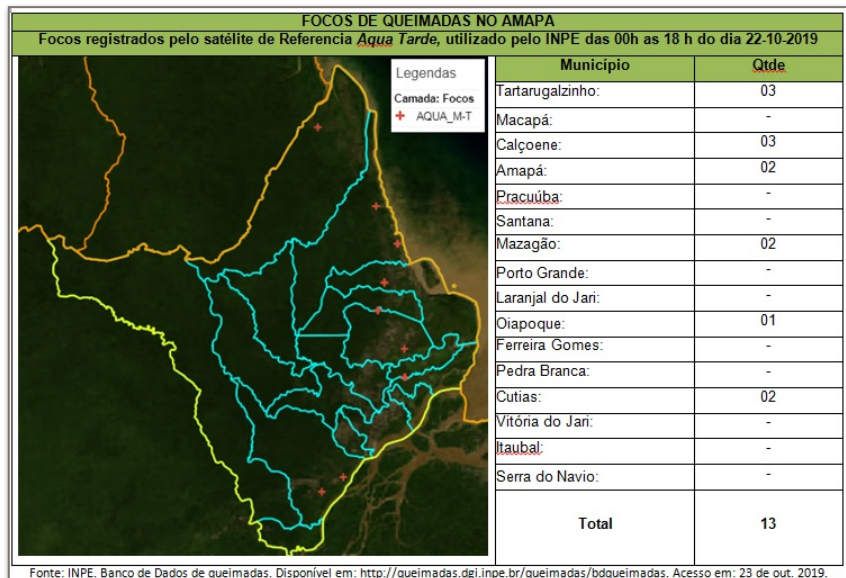 FOCOS DE QUEIMADAS NO AMAPA
Focos registrados pelo satélite de Referencia Aqua Tarde, utilizado pelo INPE das 00h as 18 h do dia 22-10-2019
Legendas
Camada: Focos
+ AQUA_M-T
Município Qtde
Tartarugalzinho: 03
Macapá: -
Calçoene: 03
Amapá: 02
Pracuúba: -
Santana: -
Mazagão: 02
Porto Grande: -
Laranjal do Jari: -
Oiapoque: 01
Ferreira Gomes: -
Pedra Branca: -
Cutias: 02
Vitória do Jari: -
Itaubal: -
Serra do Navio: -
Total 13
Fonte: INPE. Banco de Dados de queimadas. Disponível em: http://queimadas.dgi.inpe.br/queimadas/bdqueimadas. Acesso em: 23 de out. 2019.